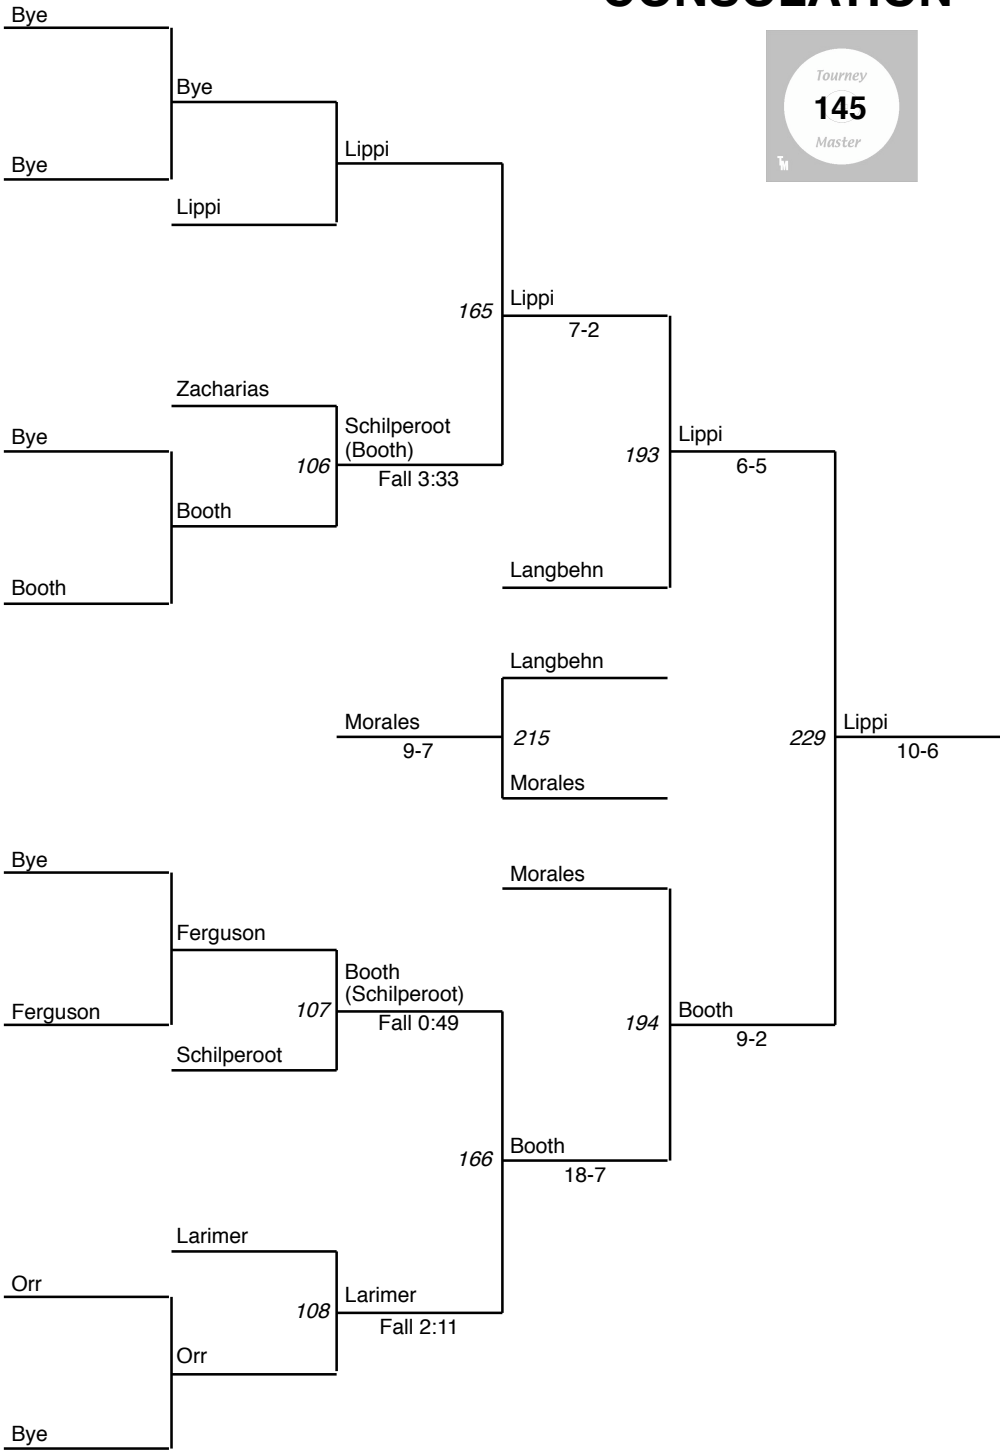 CONSOLATION
Bye
Tourney
145
Master
TM
Bye
Lippi
Bye
Lippi
Lippi
165
7-2
Zacharias
Schilperoot
(Booth)
Bye
Lippi
193
106
6-5
Fall 3:33
Booth
Langbehn
Booth
Langbehn
Morales
215
229
Lippi
9-7
10-6
Morales
Bye
Morales
Ferguson
Booth
(Schilperoot)
Ferguson
107
Fall 0:49
194
Booth
9-2
Schilperoot
Booth
166
18-7
Larimer
Orr
Larimer
108
Fall 2:11
Orr
Bye